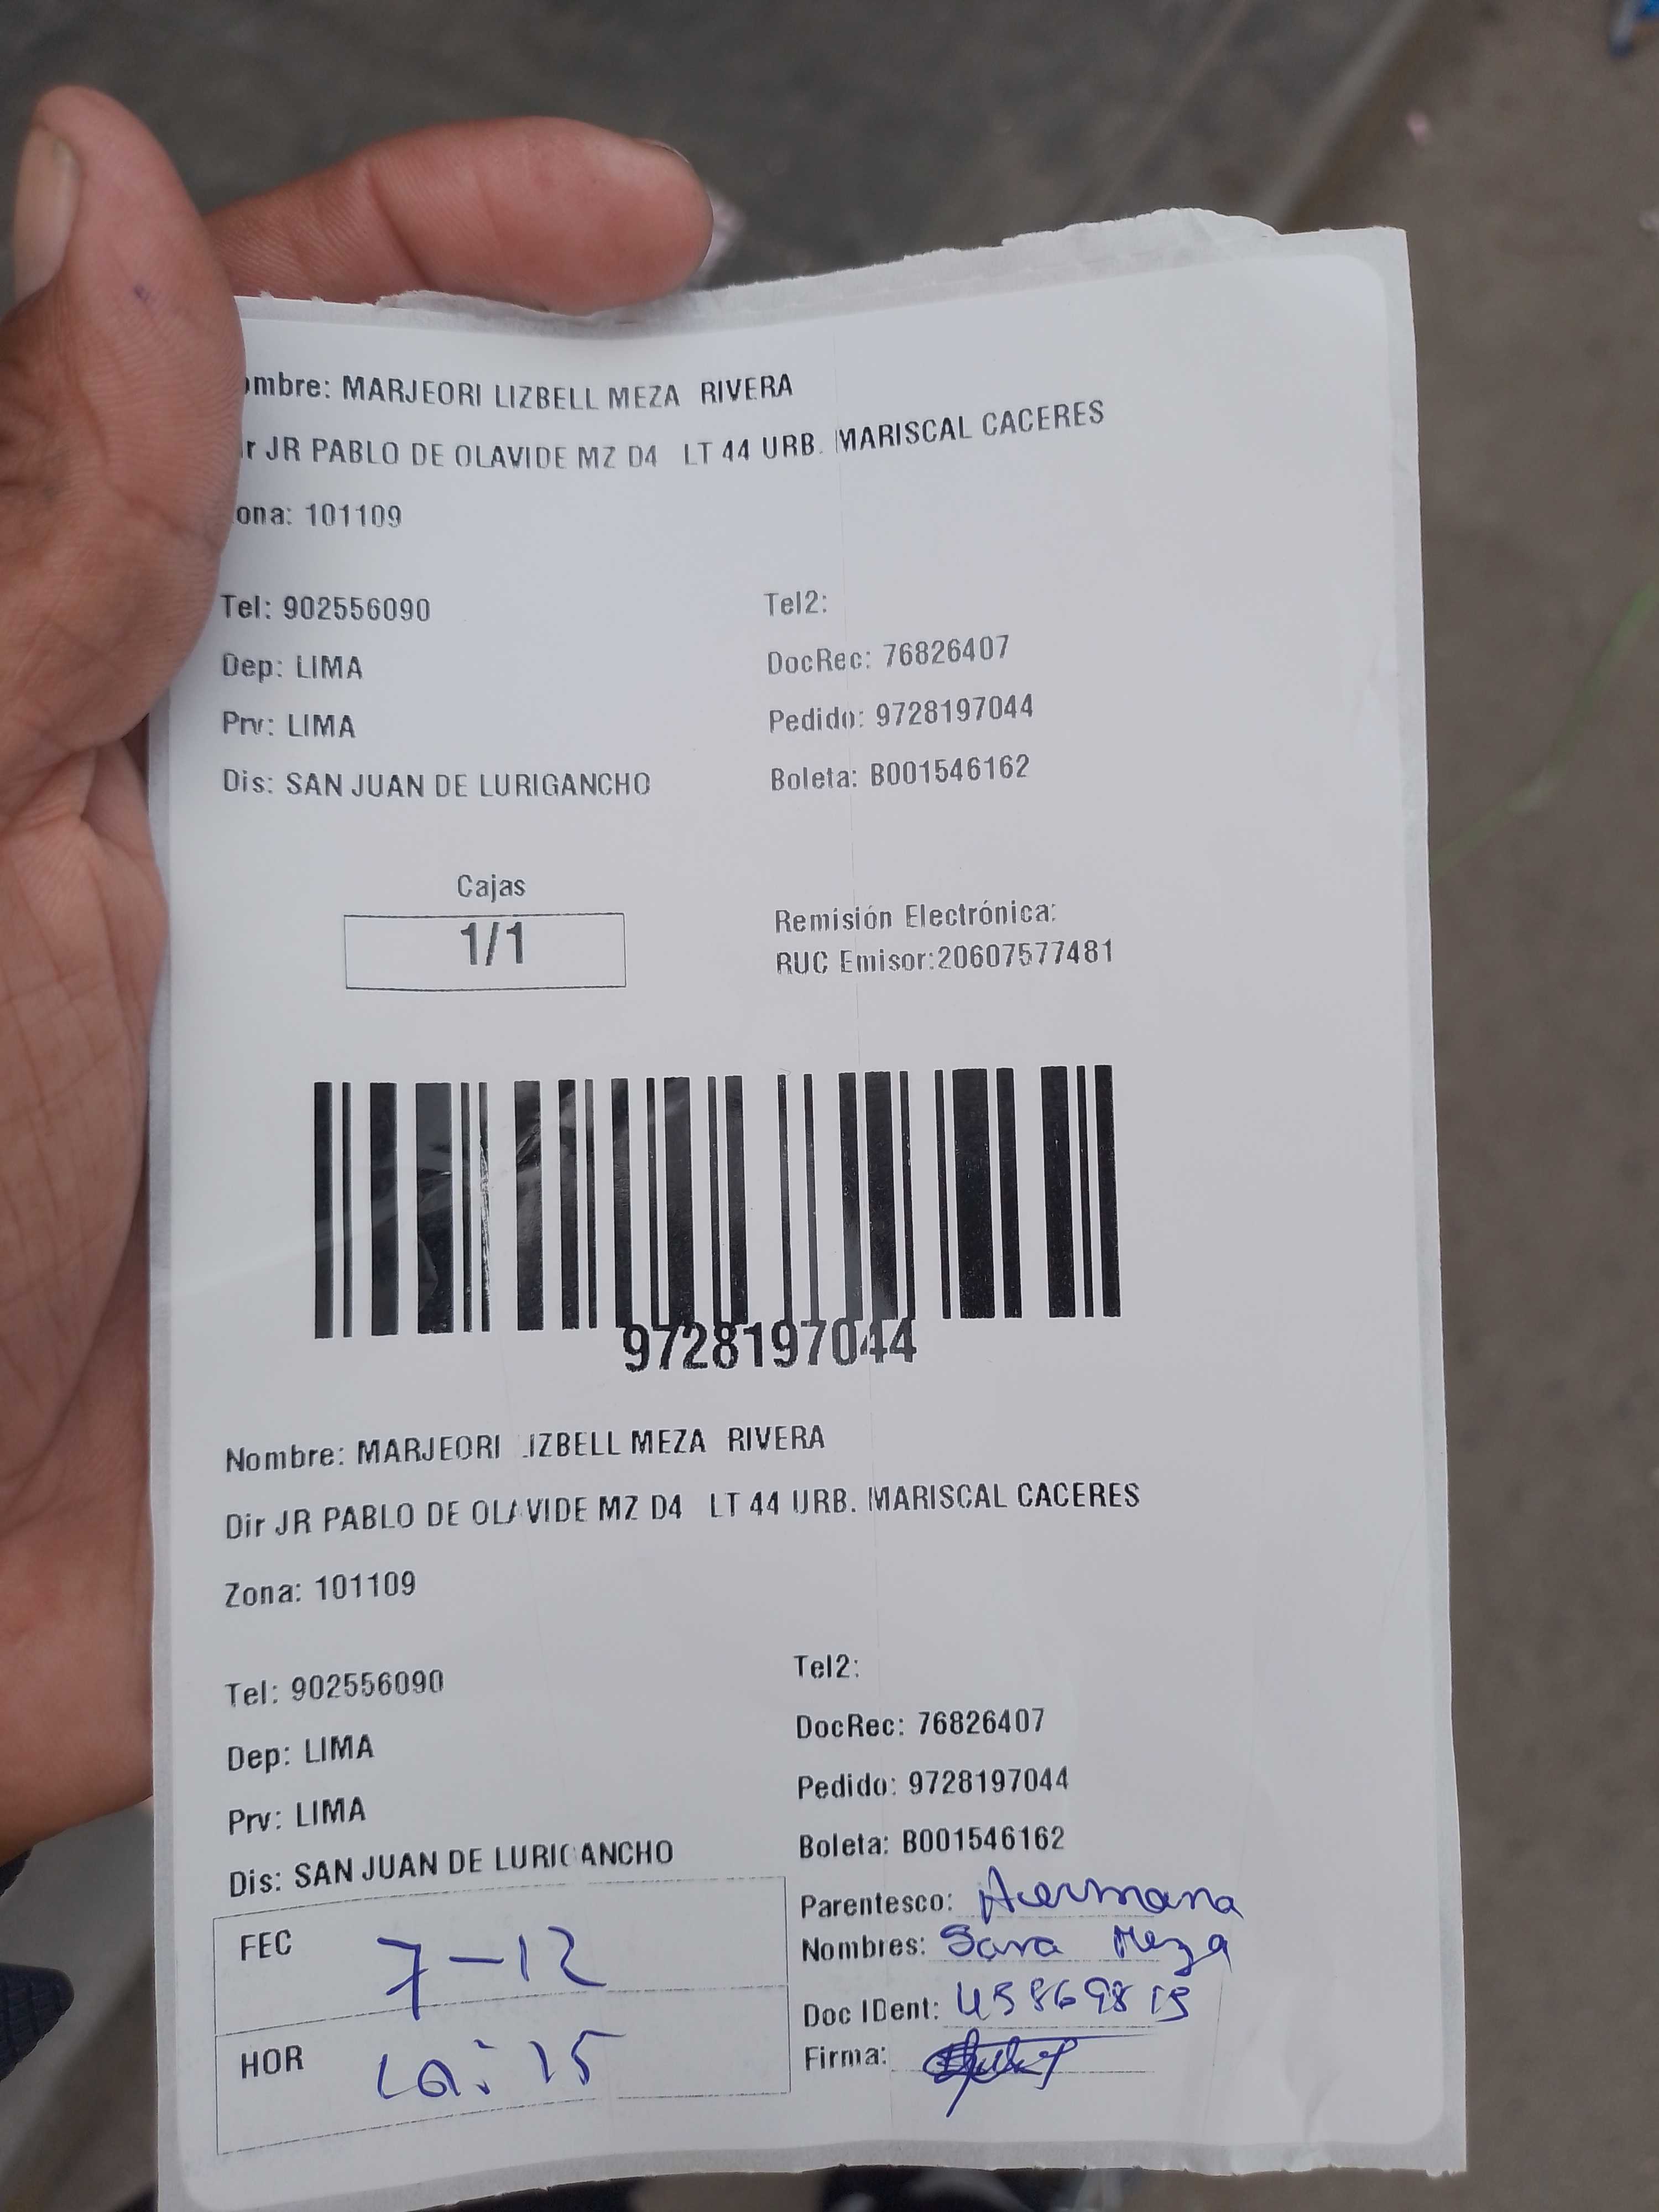 ombre: MARJEORI LIZBELL MEZA RIVERA
ir JR PABLO DE OLAVIDE MZ D4 LT 44 URB. MARISCAL CACERES
ona: 101109
Tel: 902556090
Tel2:
Dep: LIMA
DocRec: 76826407
Prv: LIMA
Pedido: 9728197044
Dis: SAN JUAN DE LURIGANCHO
Boleta: B001546162
Cajas
1/1
Remisión Electrónica:
RUC Emisor:20607577481
9728197044
Nombre: MARJEORI LIZBELL MEZA RIVERA
Dir JR PABLO DE OLAVIDE MZ D4 LT 44 URB. MARISCAL CACERES
Zona: 101109
Tel: 902556090
Tel2:
Dep: LIMA
DocRec: 76826407
Prv: LIMA
Pedido: 9728197044
Dis: SAN JUAN DE LURIGANCHO
Boleta: B001546162
Parentesco: Hermana
FEC 7-12
Nombres: Sara Meza
Doc IDent:
HOR
Firma: